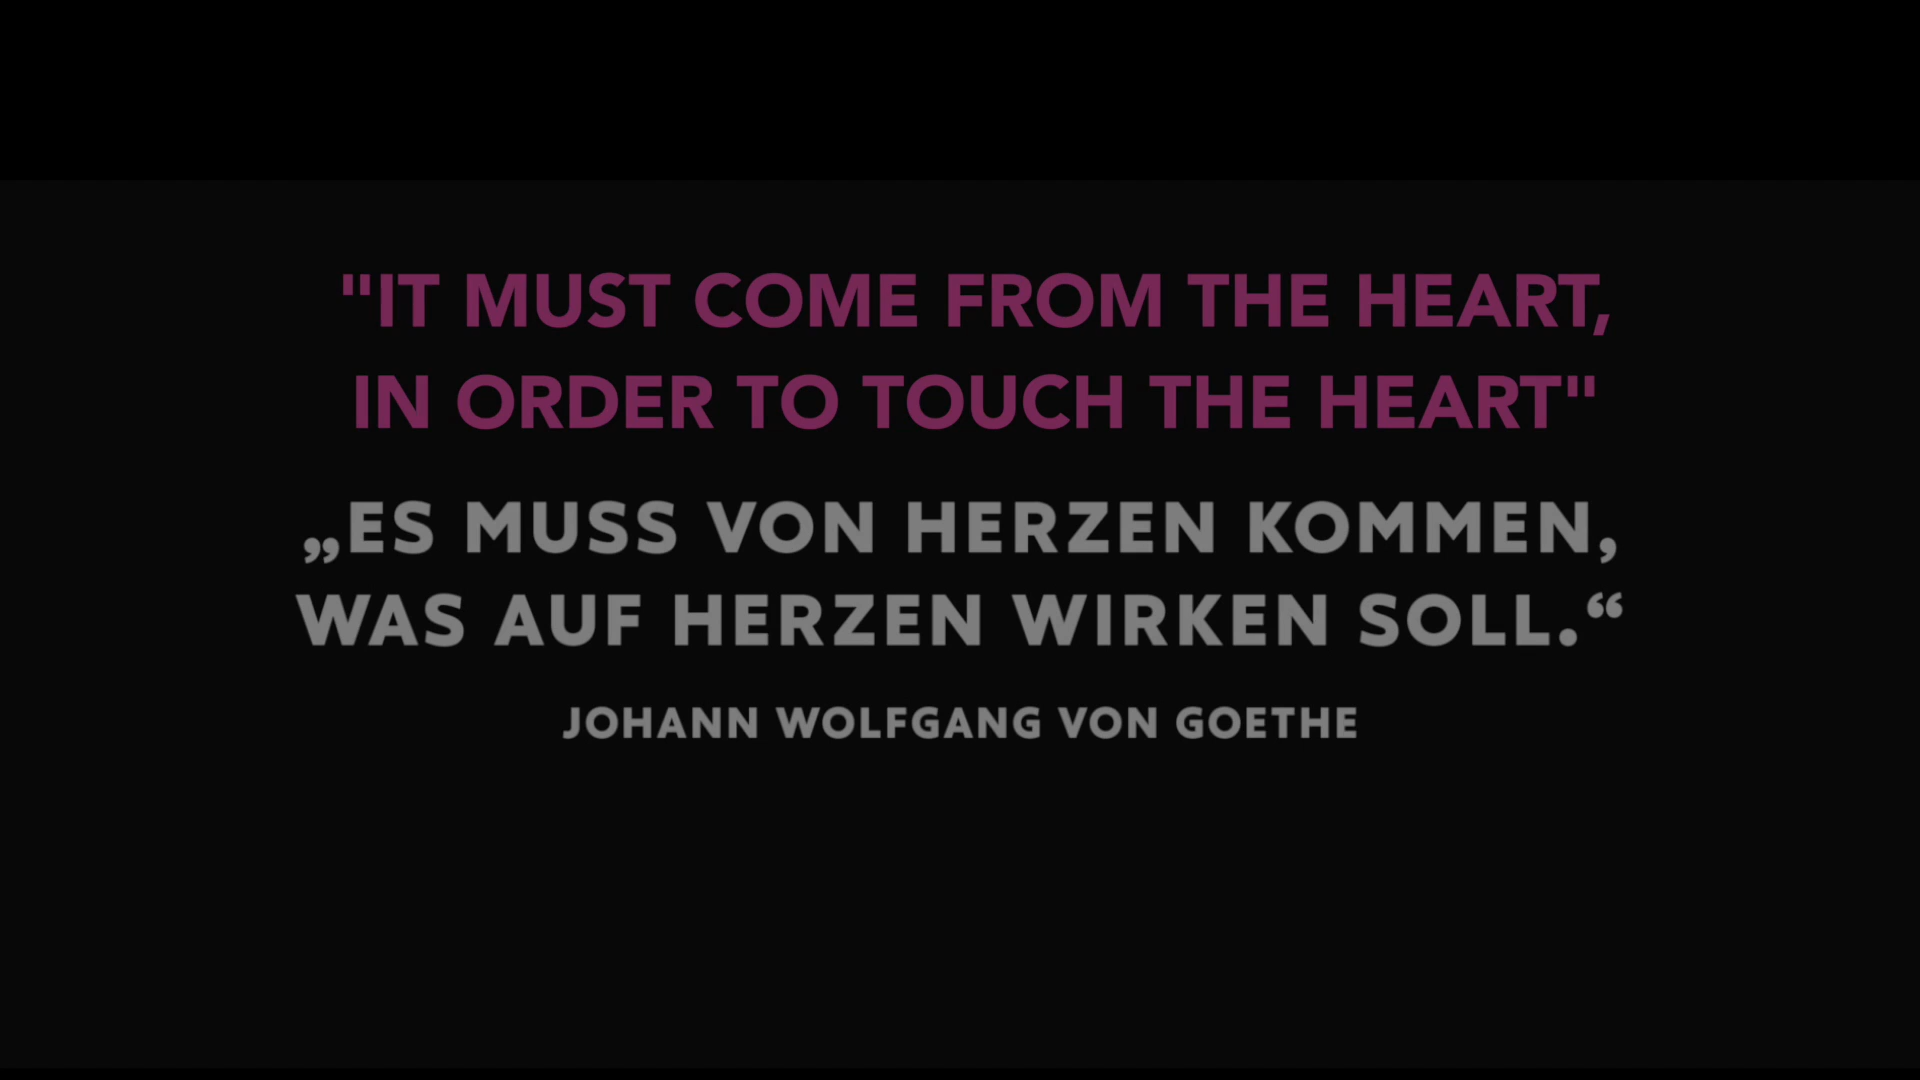 "IT MUST COME FROM THE HEART,
IN ORDER TO TOUCH THE HEART"
„ES MUSS VON HERZEN KOMMEN,
WAS AUF HERZEN WIRKEN SOLL.“
JOHANN WOLFGANG VON GOETHE